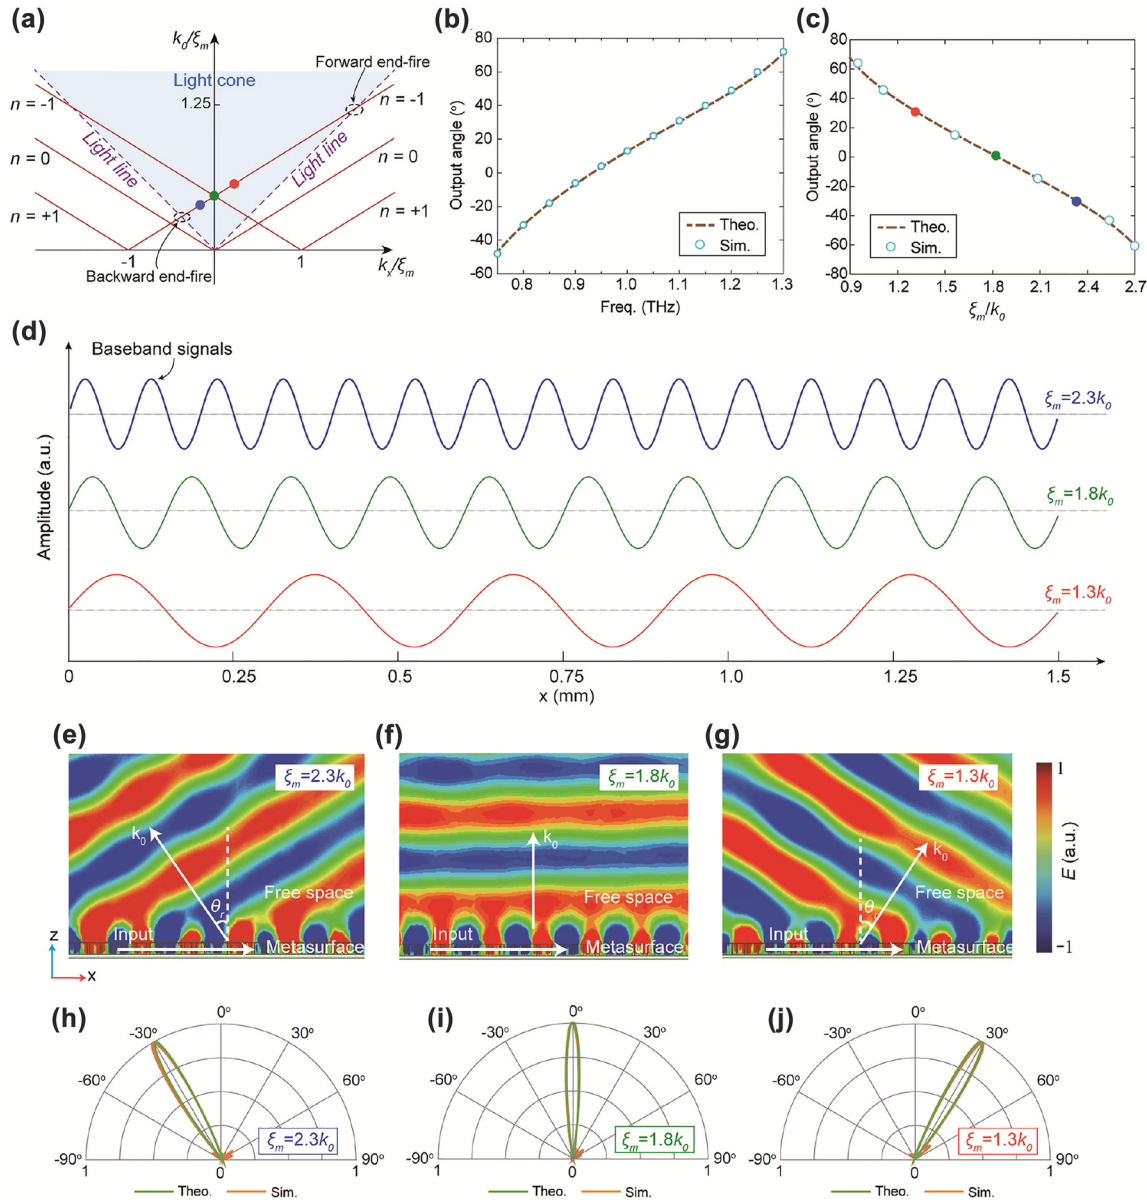 (a)
k0/ξm
Forward end-fire
Light cone
1.25
n = -1
n = -1
Light line
Light line
n = 0
n = 0
n = +1
n = +1
-1
1
kx/ξm
Backward end-fire
(b)
Output angle (°)
80
60
40
20
0
-20
-40
-60
0.8
0.9
1.0
1.1
1.2
1.3
Freq. (THz)
Theo.
Sim.
(c)
Output angle (°)
80
60
40
20
0
-20
-40
-60
-80
0.9
1.2
1.5
1.8
2.1
2.4
2.7
ξm/k0
Theo.
Sim.
(d)
Baseband signals
Amplitude (a.u.)
ξm=2.3k0
ξm=1.8k0
ξm=1.3k0
0
0.25
0.5
0.75
1.0
1.25
1.5
x (mm)
(e)
ξm=2.3k0
k0
Free space
θr
Input
Metasurface
z
x
(f)
ξm=1.8k0
k0
Free space
Input
Metasurface
(g)
ξm=1.3k0
k0
Free space
θr
Input
Metasurface
1
E (a.u.)
-1
(h)
0°
-30°
30°
-60°
60°
-90°
90°
ξm=2.3k0
1
0
1
Theo.
Sim.
(i)
0°
-30°
30°
-60°
60°
-90°
90°
ξm=1.8k0
1
0
1
Theo.
Sim.
(j)
0°
-30°
30°
-60°
60°
-90°
90°
ξm=1.3k0
1
0
1
Theo.
Sim.